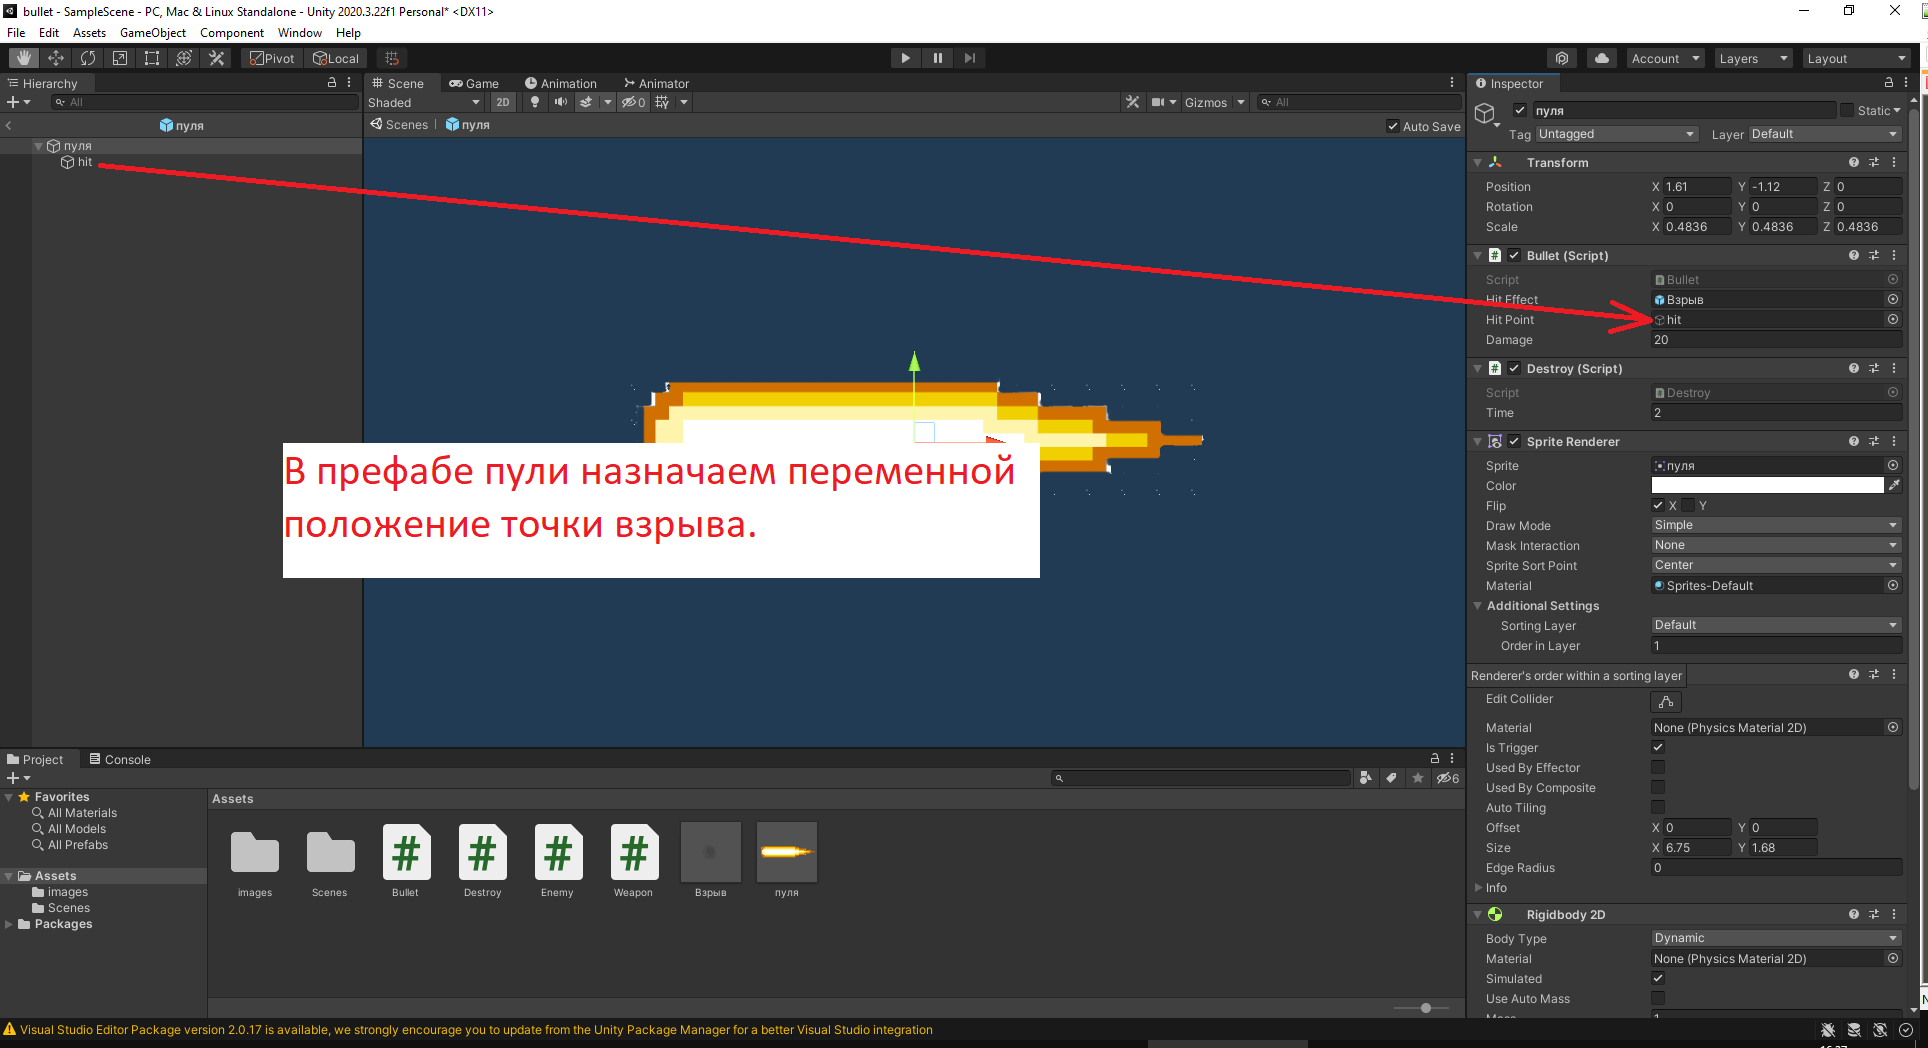 bullet - SampleScene - PC, Mac & Linux Standalone - Unity 2020.3.22f1 Personal* <DX11>
File Edit Assets GameObject Component Window Help
Pivot Local
Account Layers Layout
Hierarchy
All
пуля
пуля
hit
Scene Game Animation Animator
Shaded 2D 0 Gizmos All
Scenes | пуля Auto Save
В префабе пули назначаем переменной
положение точки взрыва.
Inspector
пуля Static
Tag Untagged Layer Default
Transform
Position X 1.61 Y -1.12 Z 0
Rotation X 0 Y 0 Z 0
Scale X 0.4836 Y 0.4836 Z 0.4836
Bullet (Script)
Script Bullet
Hit Effect Взрыв
Hit Point hit
Damage 20
Destroy (Script)
Script Destroy
Time 2
Sprite Renderer
Sprite пуля
Color
Flip X Y
Draw Mode Simple
Mask Interaction None
Sprite Sort Point Center
Material Sprites-Default
Additional Settings
Sorting Layer Default
Order in Layer 1
Renderer's order within a sorting layer
Edit Collider
Material None (Physics Material 2D)
Is Trigger
Used By Effector
Used By Composite
Auto Tiling
Offset X 0 Y 0
Size X 6.75 Y 1.68
Edge Radius 0
Info
Rigidbody 2D
Body Type Dynamic
Material None (Physics Material 2D)
Simulated
Use Auto Mass
Project Console
6
Favorites
All Materials
All Models
All Prefabs
Assets
images
Scenes
Packages
Assets
images Scenes Bullet Destroy Enemy Weapon Взрыв пуля
Visual Studio Editor Package version 2.0.17 is available, we strongly encourage you to update from the Unity Package Manager for a better Visual Studio integration